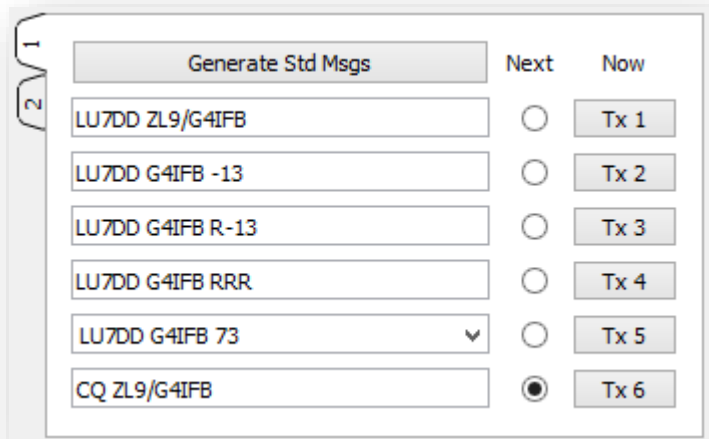 1
2
Generate Std Msgs Next Now
LU7DD ZL9/G4IFB Tx 1
LU7DD G4IFB -13 Tx 2
LU7DD G4IFB R-13 Tx 3
LU7DD G4IFB RRR Tx 4
LU7DD G4IFB 73 Tx 5
CQ ZL9/G4IFB Tx 6